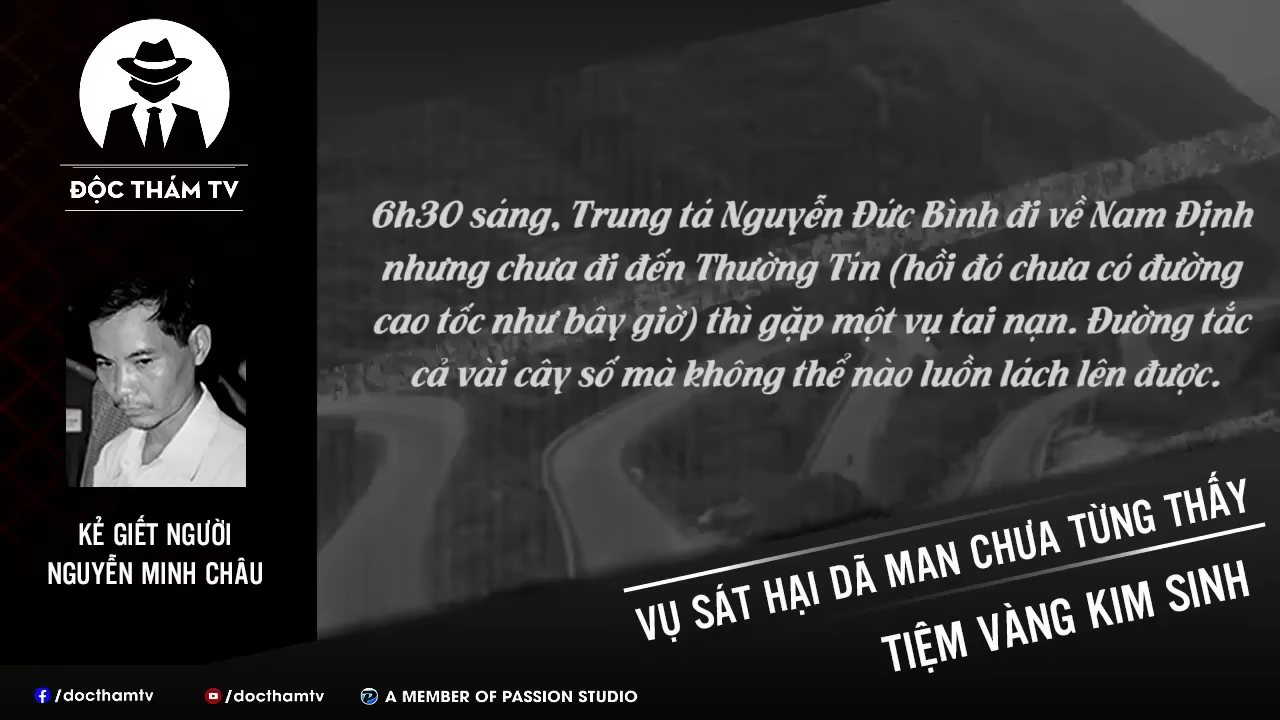 ĐỘC THÁM TV
KẺ GIẾT NGƯỜI
NGUYỄN MINH CHÂU
6h30 sáng, Trung tá Nguyễn Đức Bình đi về Nam Định
nhưng chưa đi đến Thường Tín (hồi đó chưa có đường
cao tốc như bây giờ) thì gặp một vụ tai nạn. Đường tắc
cả vài cây số mà không thể nào luồn lách lên được.
VỤ SÁT HẠI DÃ MAN CHƯA TỪNG THẤY
TIỆM VÀNG KIM SINH
/docthamtv
/docthamtv
A MEMBER OF PASSION STUDIO